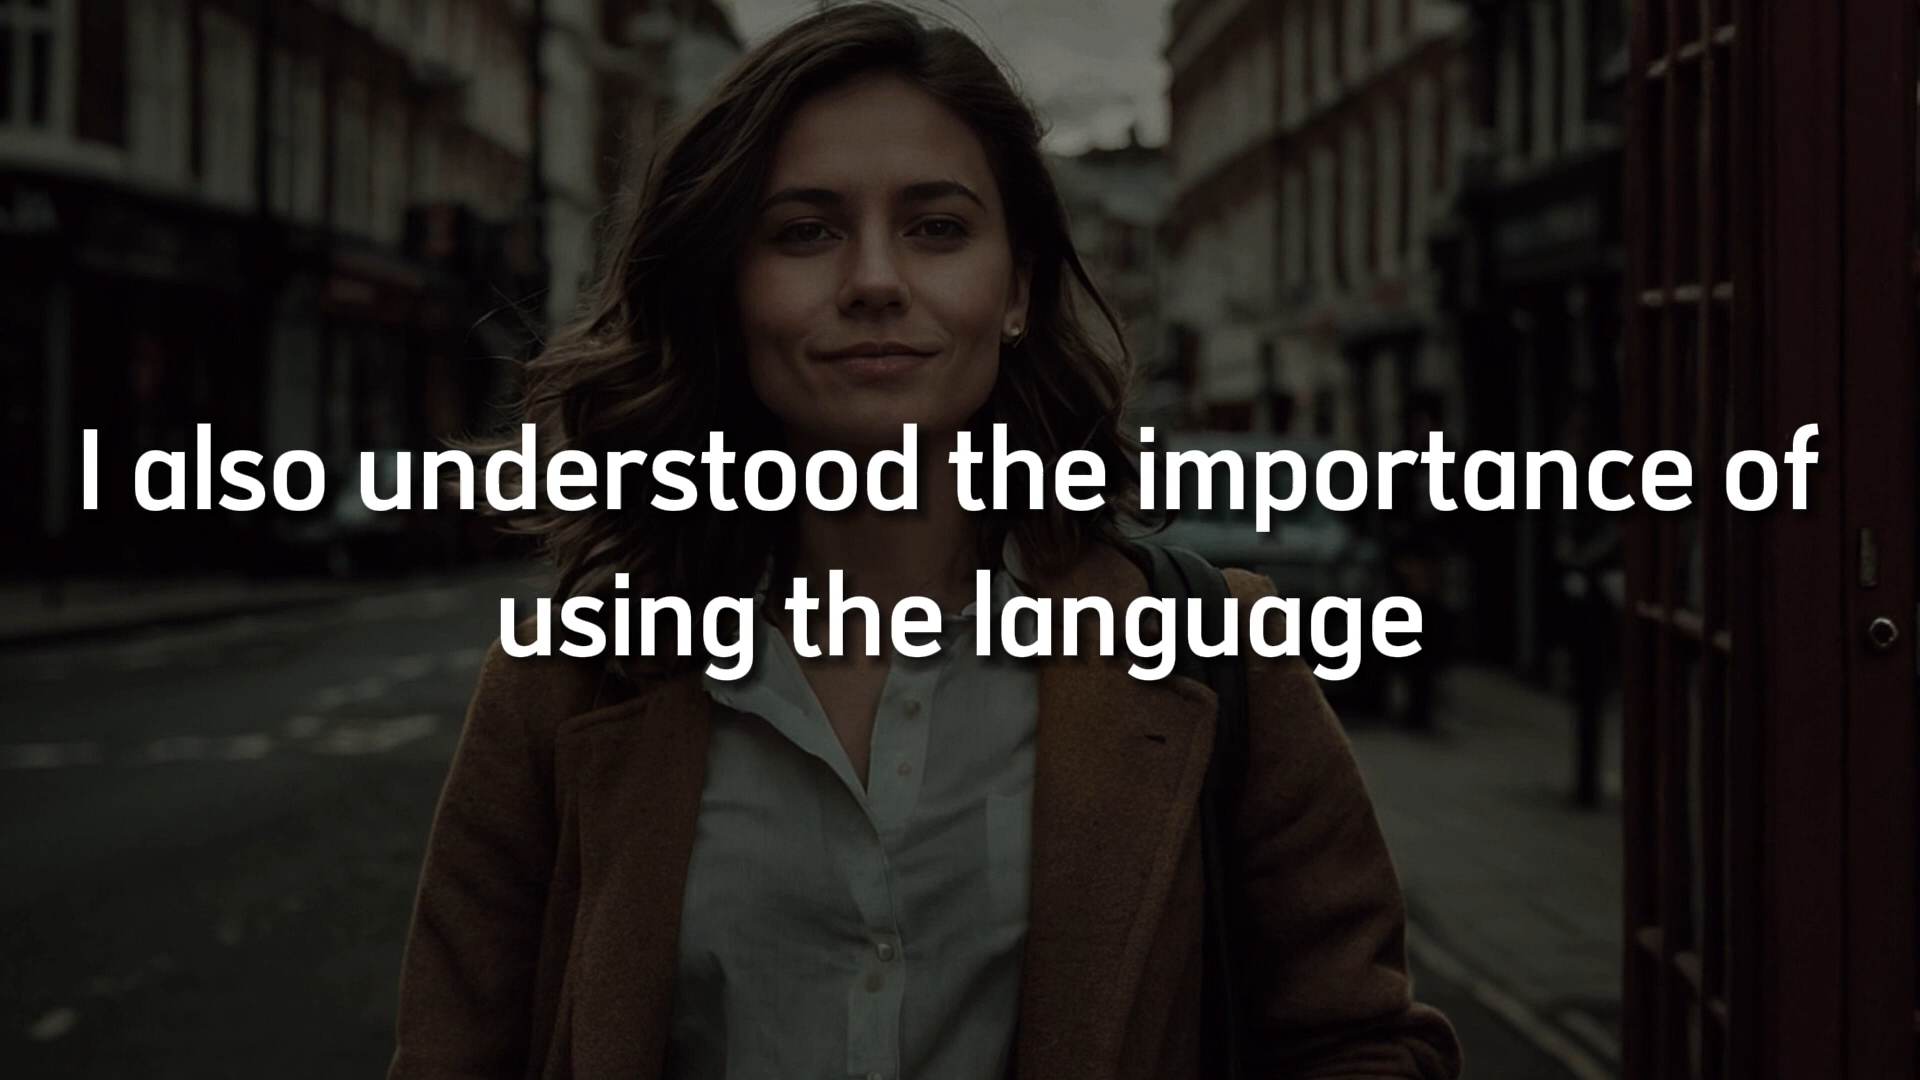 I also understood the importance of
using the language